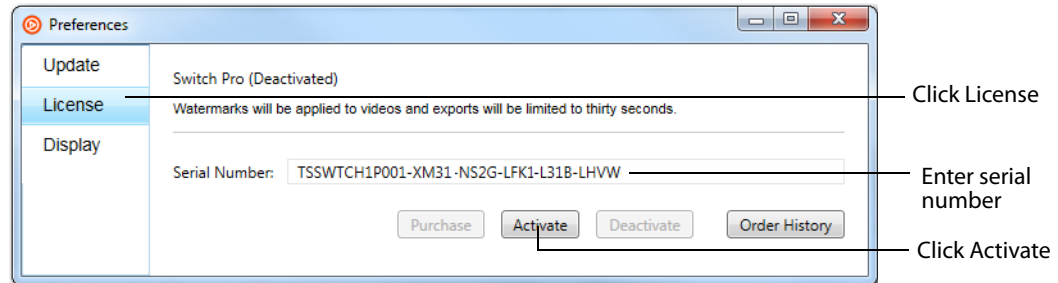 Preferences
Update
License
Display
Switch Pro (Deactivated)
Watermarks will be applied to videos and exports will be limited to thirty seconds.
Serial Number: TSSWTCH1P001-XM31-NS2G-LFK1-L31B-LHVW
Purchase Activate Deactivate Order History
Click License
Enter serial
number
Click Activate